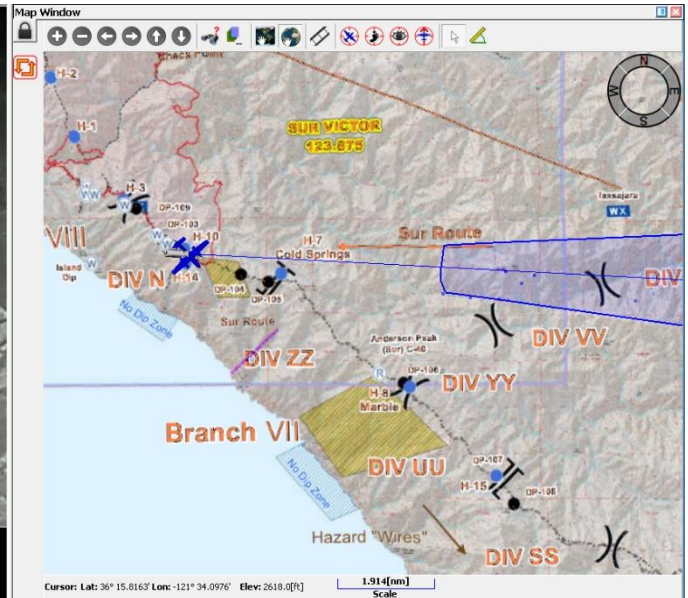 Map Window
N
E
S
W
H-2
H-1
SUR VICTOR
123.875
H-3
W W
W
W
DP-109
DP-103
Tassajara
WX
W
W
H-10
Sur Route
VIII
H-7
Cold Springs
Island
Dip
W
DIV N
H-14
DIV
DP-104
DP-105
No Dip Zone
Sur Route
DIV VV
Anderson Peak
(Sur) C-40
DIV ZZ
R
DP-106
DIV YY
H-8
Marble
Branch VII
DIV UU
DP-107
No Dip Zone
H-15
DP-108
Hazard "Wires"
DIV SS
Cursor: Lat: 36° 15.8163' Lon: -121° 34.0976' Elev: 2618.0[ft]
1.914[nm]
Scale